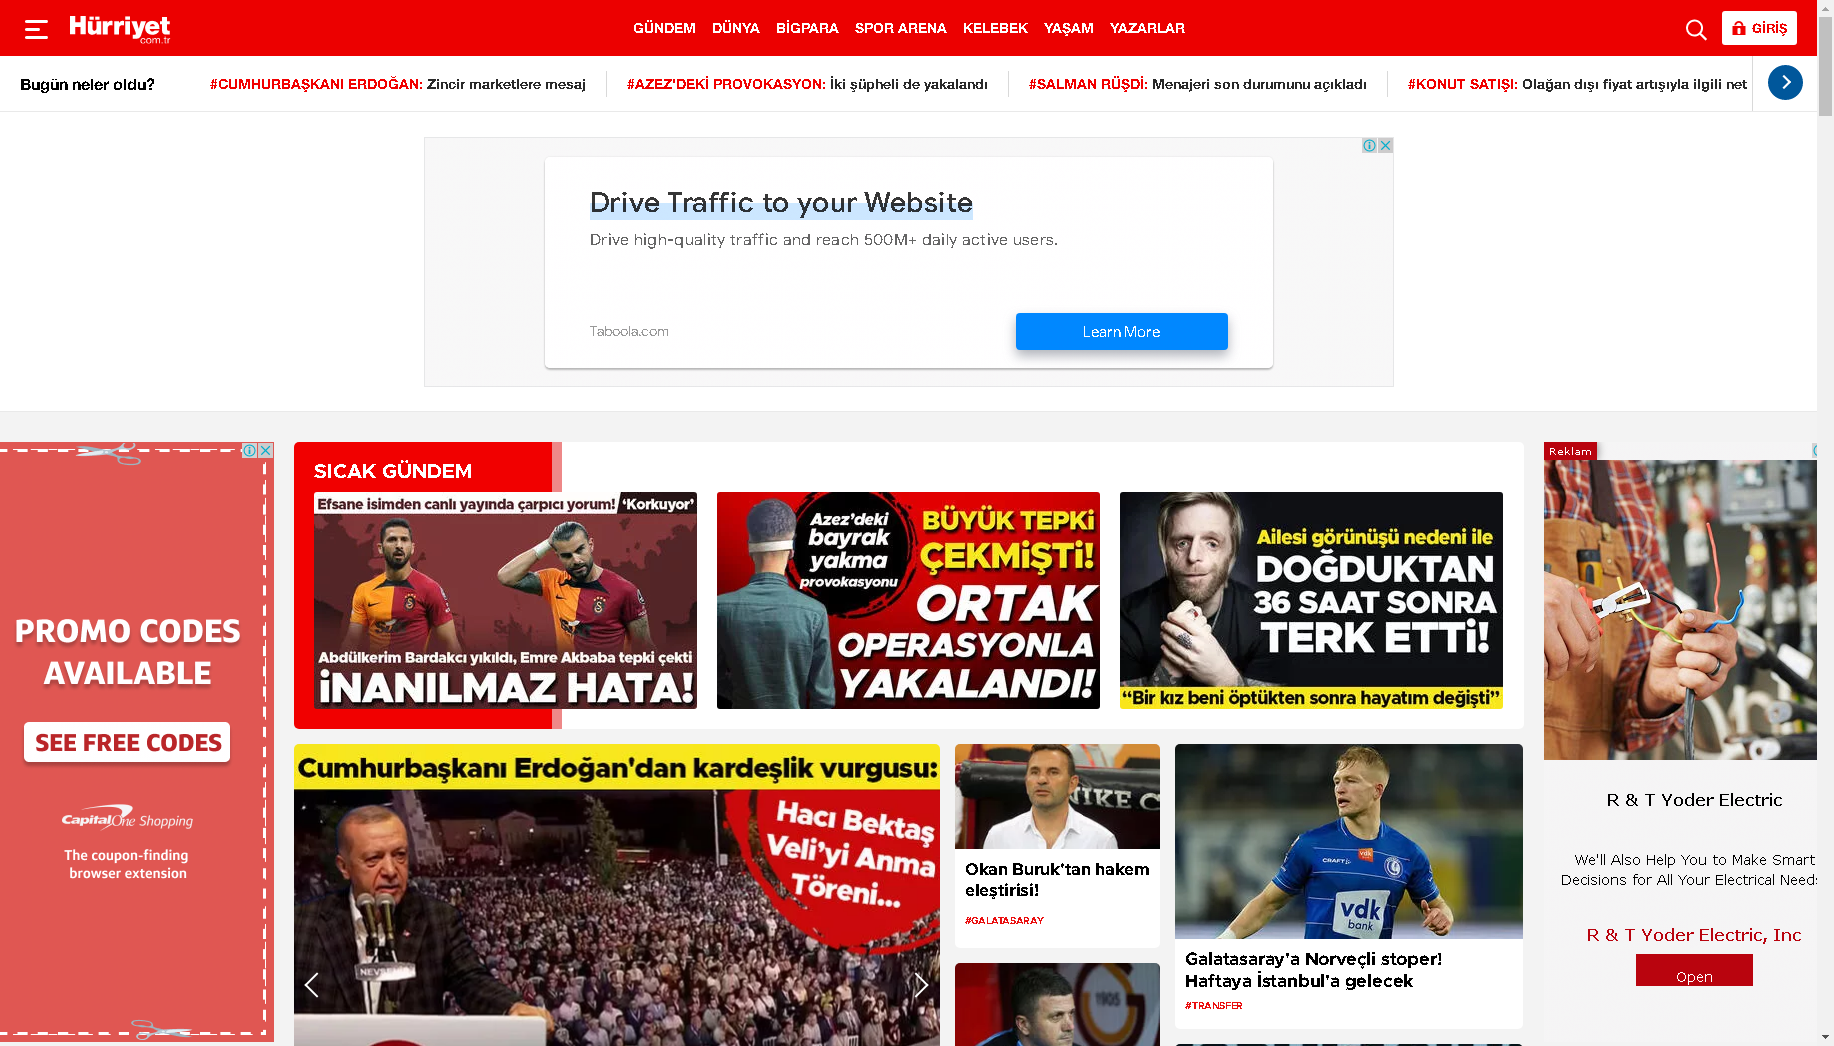 Hürriyet
com.tr
GÜNDEM DÜNYA BİGPARA SPOR ARENA KELEBEK YAŞAM YAZARLAR
GİRİŞ
Bugün neler oldu?
#CUMHURBAŞKANI ERDOĞAN: Zincir marketlere mesaj
#AZEZ'DEKİ PROVOKASYON: İki şüpheli de yakalandı
#SALMAN RÜŞDİ: Menajeri son durumunu açıkladı
#KONUT SATIŞI: Olağan dışı fiyat artışıyla ilgili net
Drive Traffic to your Website
Drive high-quality traffic and reach 500M+ daily active users.
Taboola.com
Learn More
PROMO CODES
AVAILABLE
SEE FREE CODES
CapitalOne Shopping
The coupon-finding
browser extension
SICAK GÜNDEM
Efsane isimden canlı yayında çarpıcı yorum! ‘Korkuyor’
Abdülkerim Bardakcı yıkıldı, Emre Akbaba tepki çekti
İNANILMAZ HATA!
Azez’deki
bayrak
yakma
provokasyonu
BÜYÜK TEPKİ
ÇEKMİŞTİ!
ORTAK
OPERASYONLA
YAKALANDI!
Ailesi görünüşü nedeni ile
DOĞDUKTAN
36 SAAT SONRA
TERK ETTİ!
“Bir kız beni öptükten sonra hayatım değişti”
Cumhurbaşkanı Erdoğan'dan kardeşlik vurgusu:
Hacı Bektaş
Veli’yi Anma
Töreni...
NEVŞEH
NIKE C
Okan Buruk'tan hakem
eleştirisi!
#GALATASARAY
1905
CRAFT
vdk
vdk
bank
Galatasaray'a Norveçli stoper!
Haftaya İstanbul'a gelecek
#TRANSFER
Reklam
R & T Yoder Electric
We'll Also Help You to Make Smart
Decisions for All Your Electrical Needs
R & T Yoder Electric, Inc
Open